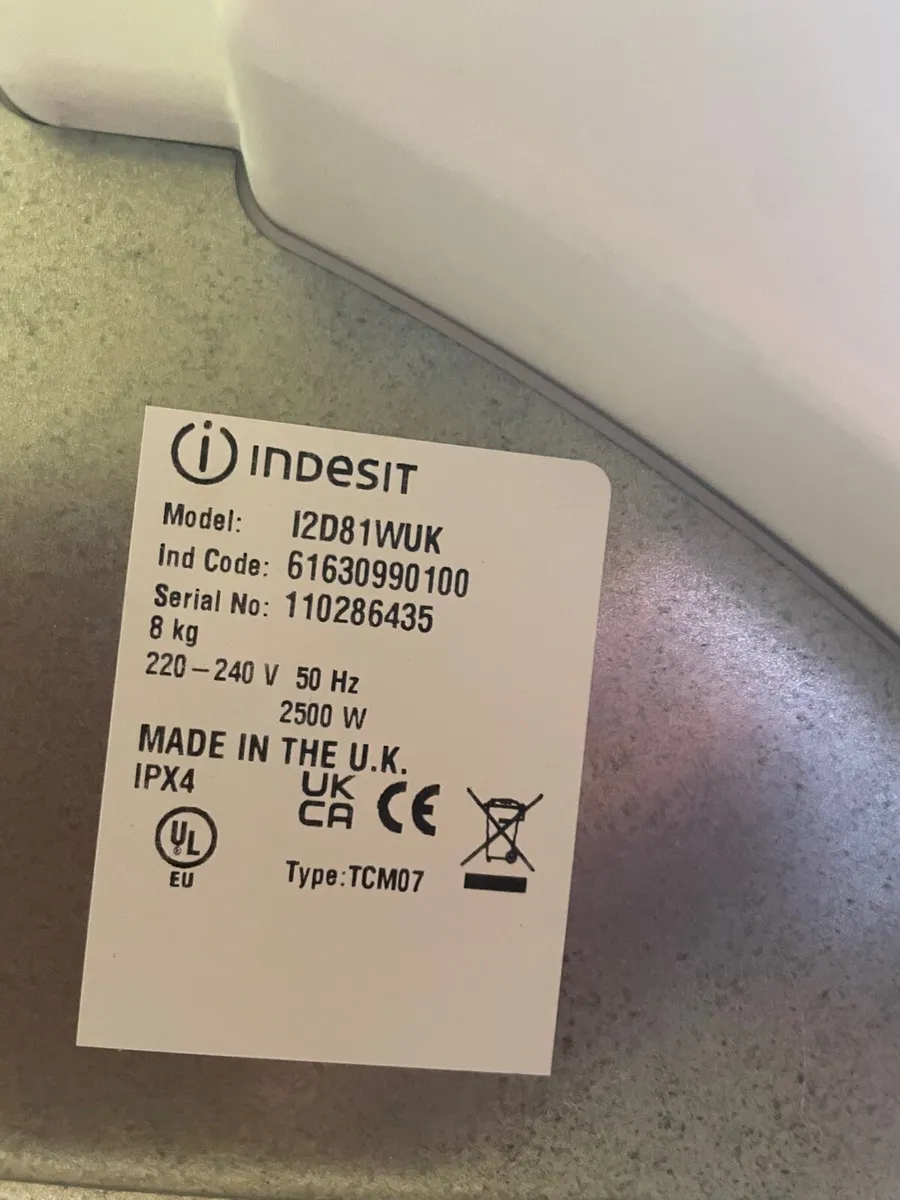 indesit
Model: I2D81WUK
Ind Code: 61630990100
Serial No: 110286435
8 kg
220–240 V 50 Hz
2500 W
MADE IN THE U.K.
IPX4
UK
CA
CE
UL
EU
Type:TCM07